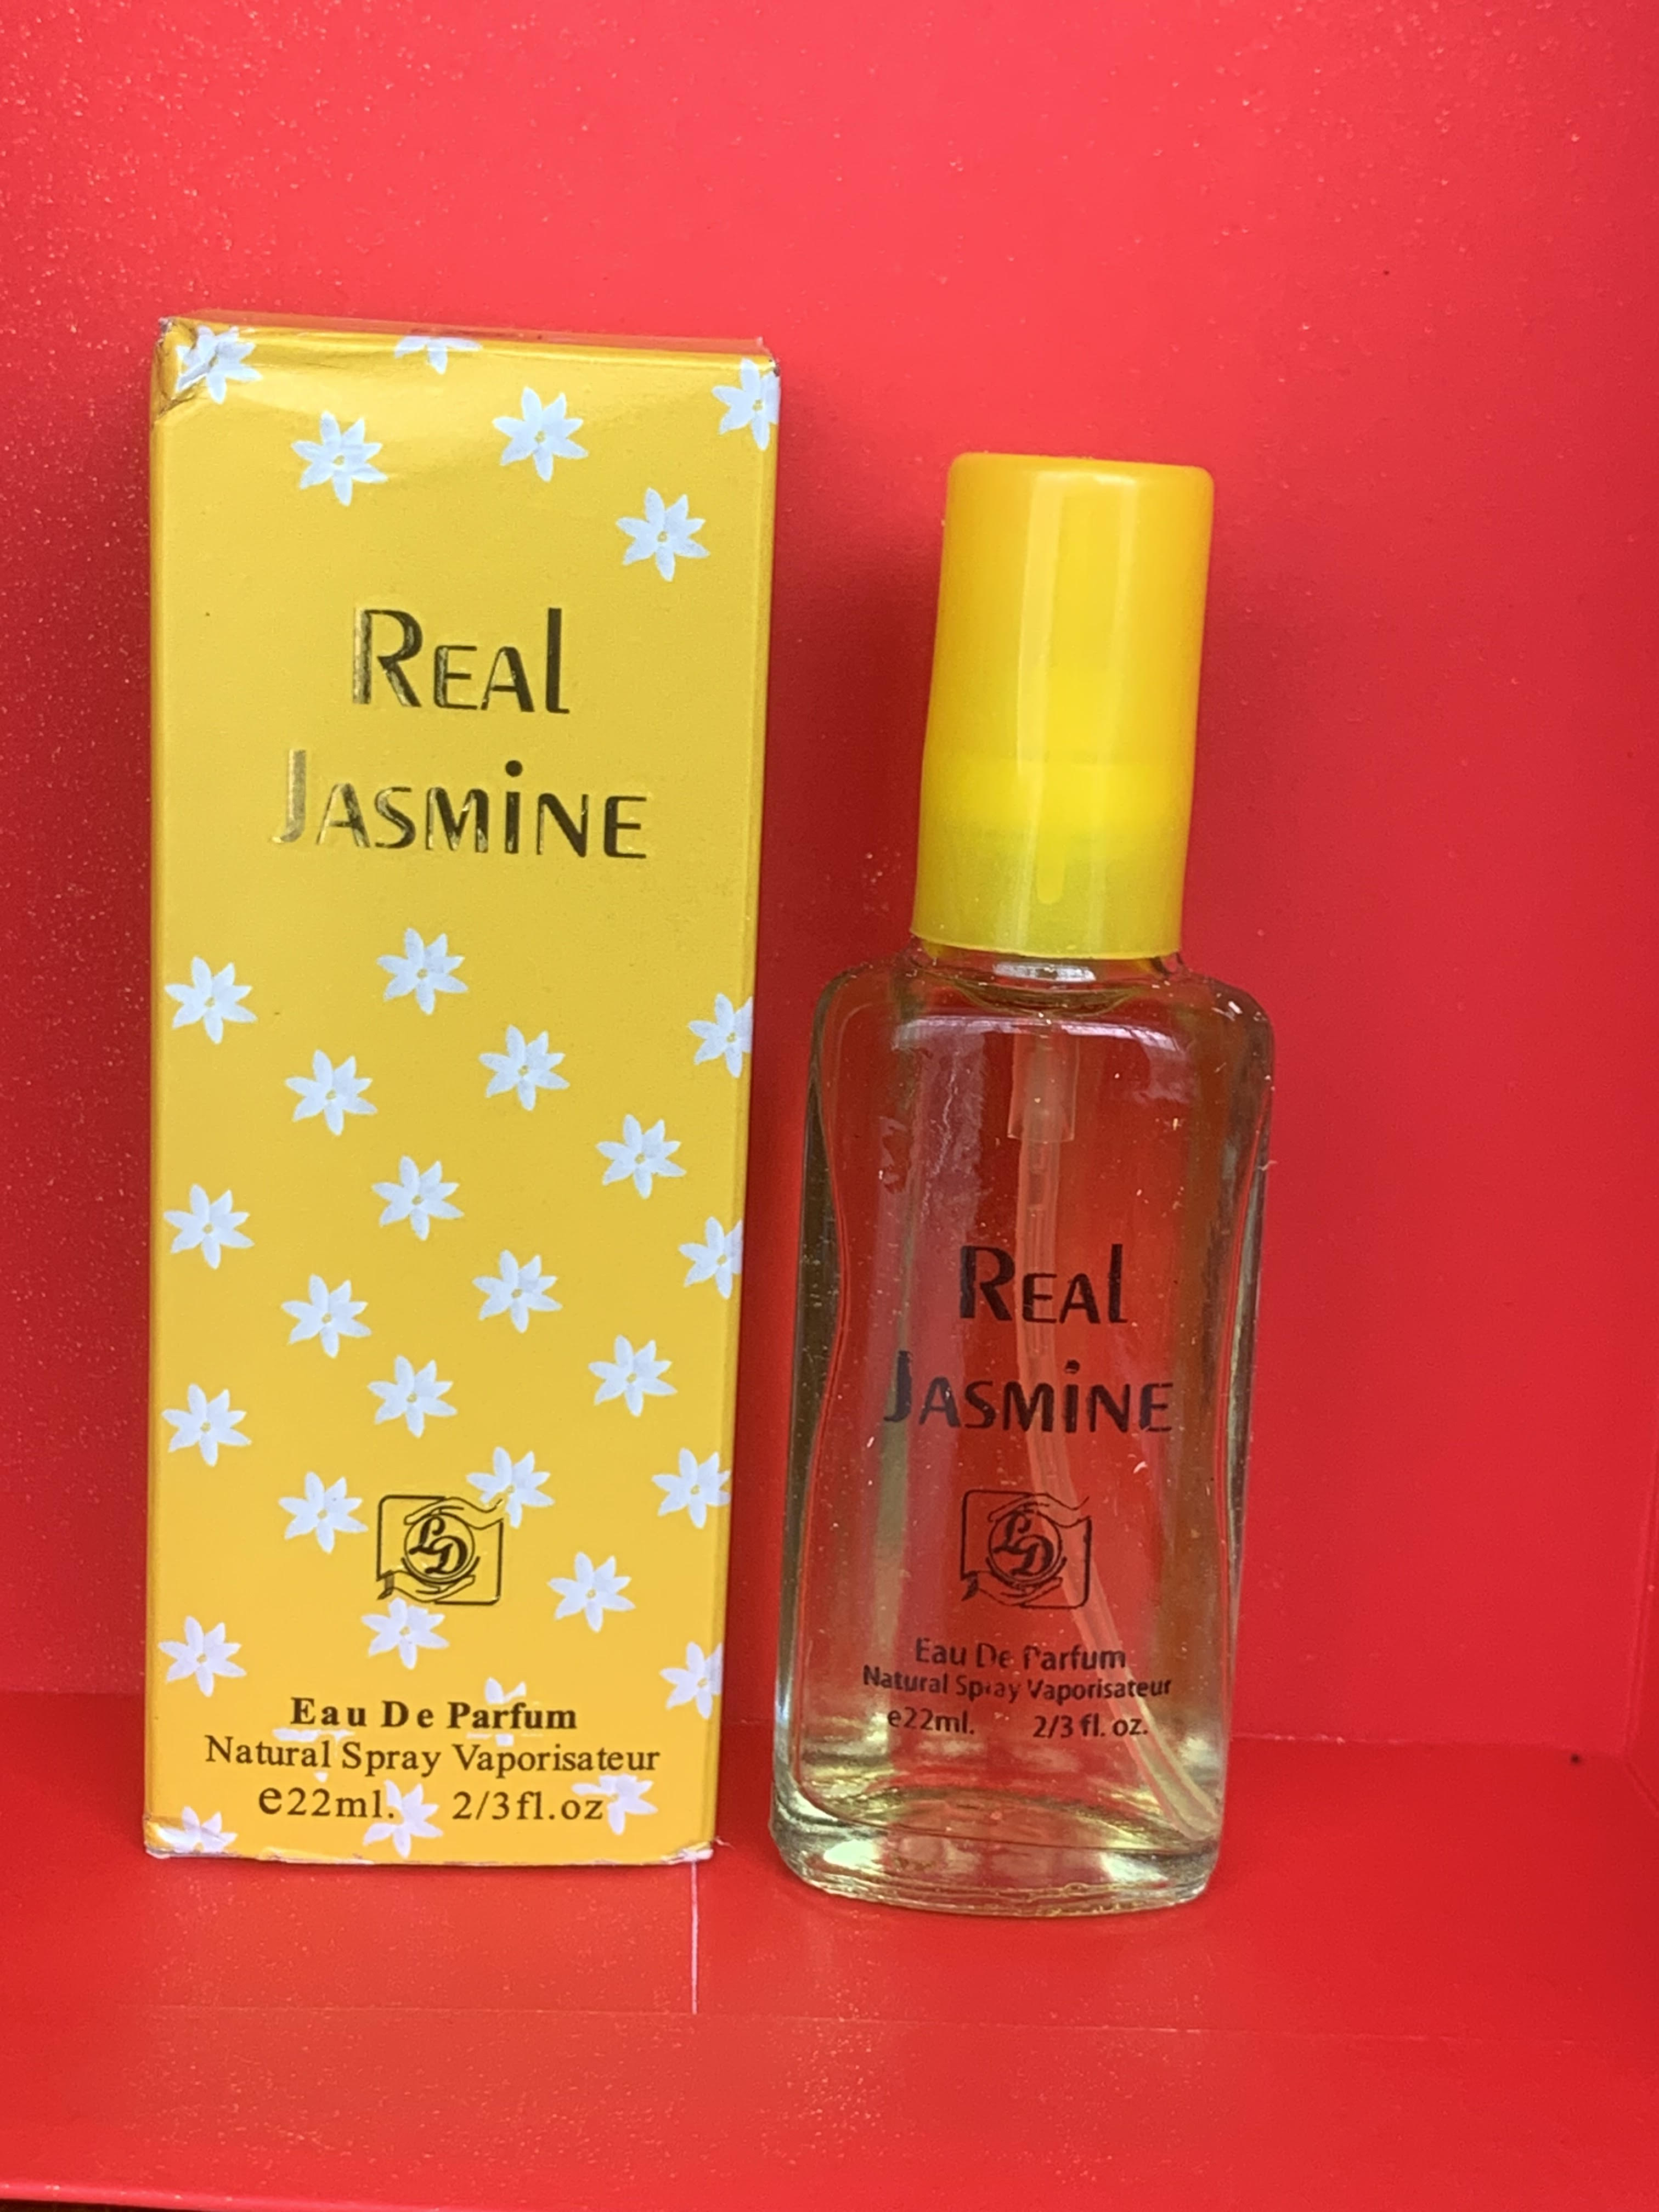 Real
Jasmine
LD
Eau De Parfum
Natural Spray Vaporisateur
e22ml. 2/3fl.oz
Real
Jasmine
LD
Eau De Parfum
Natural Spray Vaporisateur
e22ml. 2/3 fl. oz.